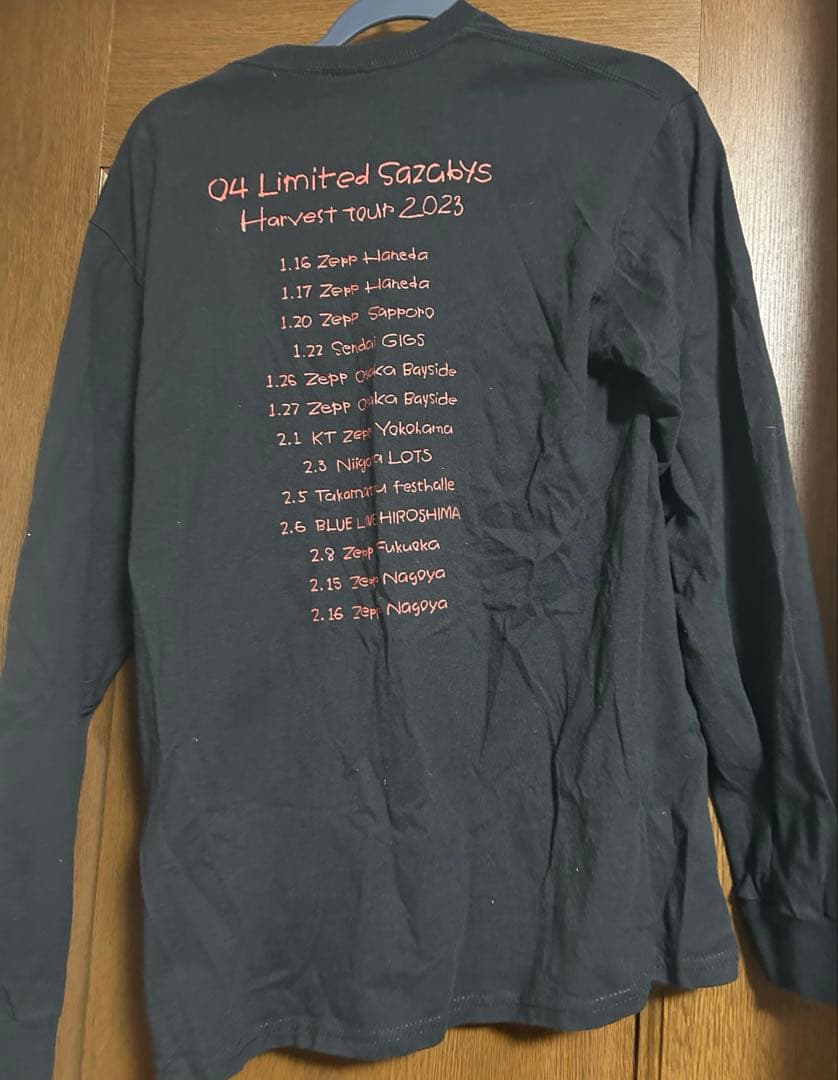 04 Limited Sazabys
Harvest tour 2023
1.16 Zepp Haneda
1.17 Zepp Haneda
1.20 Zepp Sapporo
1.22 Sendai GIGS
1.26 Zepp Osaka Bayside
1.27 Zepp Osaka Bayside
2.1 KT Zepp Yokohama
2.3 Niigata LOTS
2.5 Takamatsu festhalle
2.6 BLUE LIVE HIROSHIMA
2.8 Zepp Fukuoka
2.15 Zepp Nagoya
2.16 Zepp Nagoya